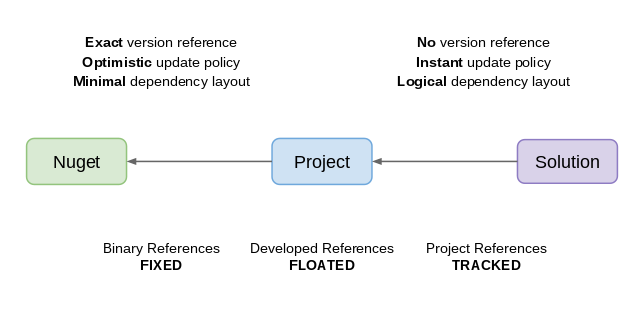 Exact version reference
Optimistic update policy
Minimal dependency layout
No version reference
Instant update policy
Logical dependency layout
Nuget
Project
Solution
Binary References
FIXED
Developed References
FLOATED
Project References
TRACKED